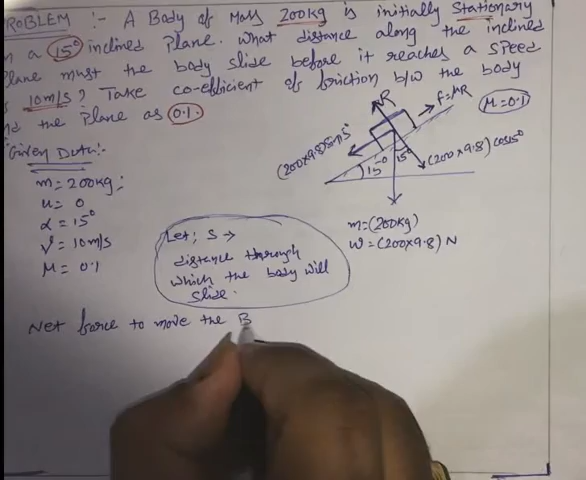 PROBLEM :- A Body of Mass 200kg is initially Stationary
n a 15° inclined Plane. What distance along the inclined
Plane must the body slide before it reaches a speed
10m/s ? Take co-efficient of friction b/w the body
nd the Plane as 0.1.
Given Data:-
m = 200kg
u = 0
α = 15°
V = 10m/s
μ = 0.1
R
f=μR
μ=0.1
(200×9.8)sin15°
15°
15°
(200×9.8) cos15°
m=(200kg)
W=(200×9.8) N
Let; S →
distance through
which the body will
slide.
Net force to move the B